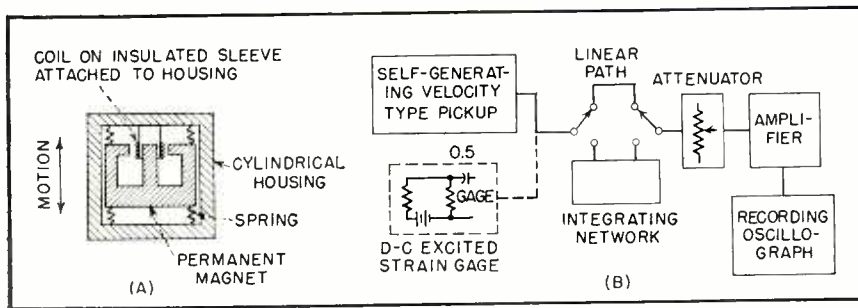 COIL ON INSULATED SLEEVE
ATTACHED TO HOUSING
MOTION
CYLINDRICAL
HOUSING
SPRING
PERMANENT
MAGNET
(A)
SELF-GENERAT-
ING VELOCITY
TYPE PICKUP
LINEAR
PATH
ATTENUATOR
AMPLI-
FIER
0.5
GAGE
D-C EXCITED
STRAIN GAGE
INTEGRATING
NETWORK
RECORDING
OSCILLO-
GRAPH
(B)